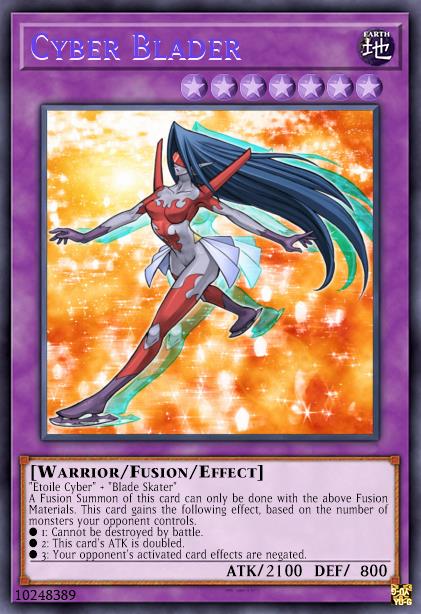 Cyber Blader
EARTH
地
[Warrior/Fusion/Effect]
"Etoile Cyber" + "Blade Skater"
A Fusion Summon of this card can only be done with the above Fusion
Materials. This card gains the following effect, based on the number of
monsters your opponent controls.
● 1: Cannot be destroyed by battle.
● 2: This card's ATK is doubled.
● 3: Your opponent's activated card effects are negated.
ATK/2100 DEF/ 800
10248389